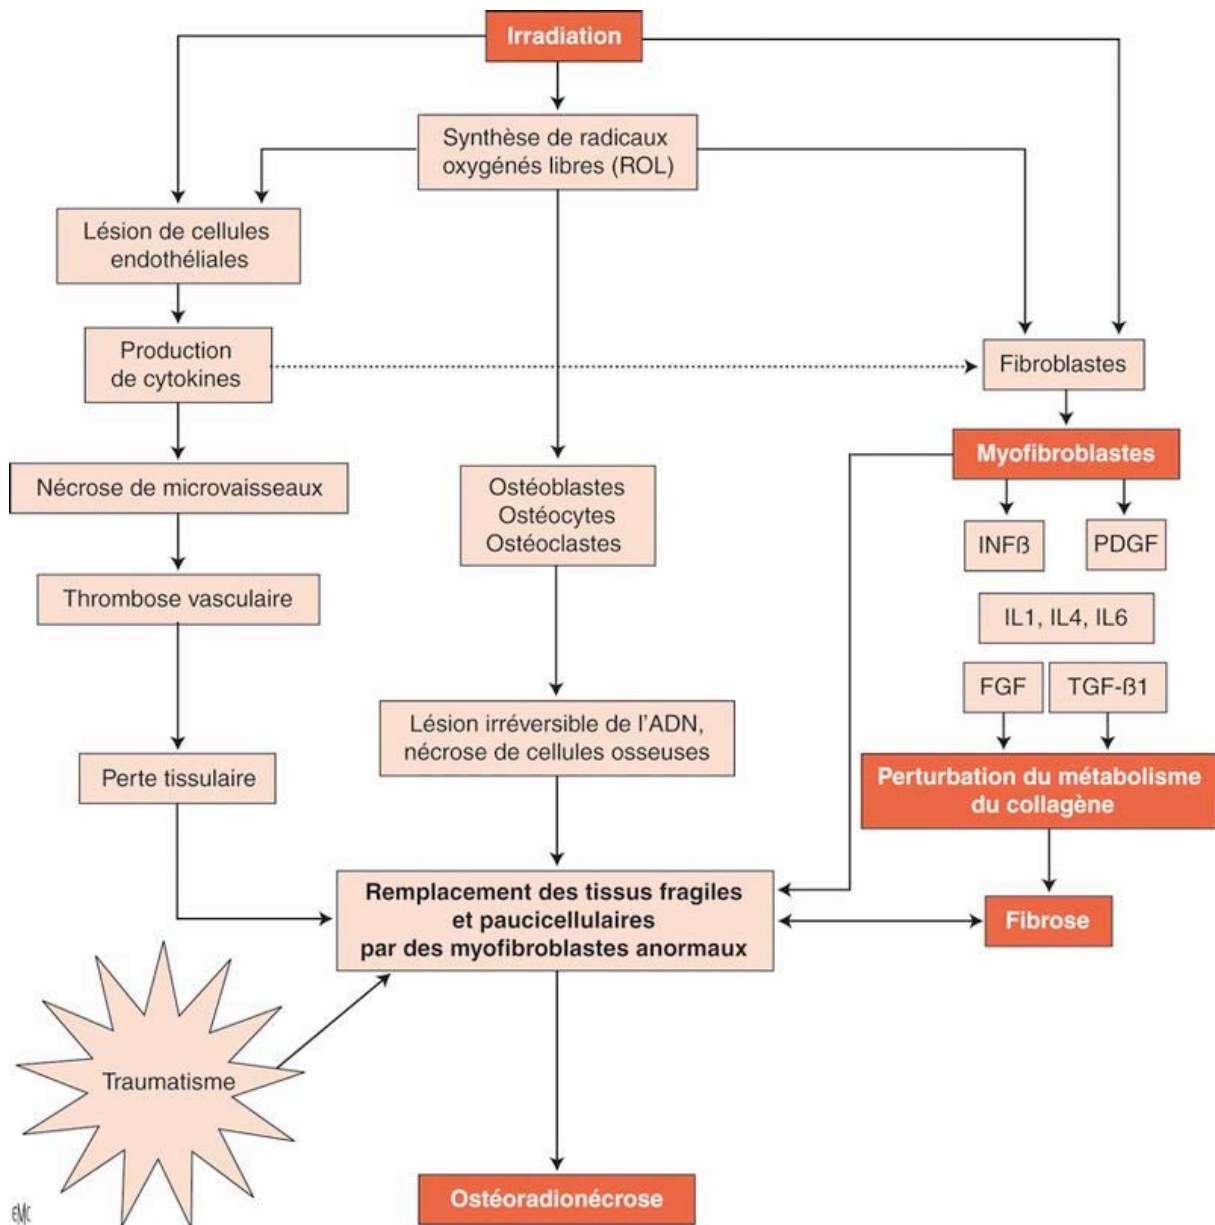 Irradiation
Synthèse de radicaux
oxygénés libres (ROL)
Lésion de cellules
endothéliales
Production
de cytokines
Fibroblastes
Myofibroblastes
Nécrose de microvaisseaux
Ostéoblastes
Ostéocytes
Ostéoclastes
INFß
PDGF
Thrombose vasculaire
IL1, IL4, IL6
FGF
TGF-ß1
Lésion irréversible de l'ADN,
nécrose de cellules osseuses
Perte tissulaire
Perturbation du métabolisme
du collagène
Remplacement des tissus fragiles
et paucicellulaires
par des myofibroblastes anormaux
Fibrose
Traumatisme
Ostéoradionécrose
EMC